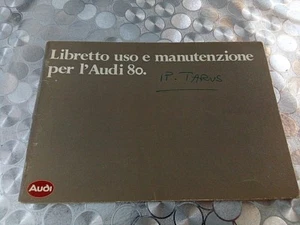 Libretto uso e manutenzione
per l'Audi 80.
Audi